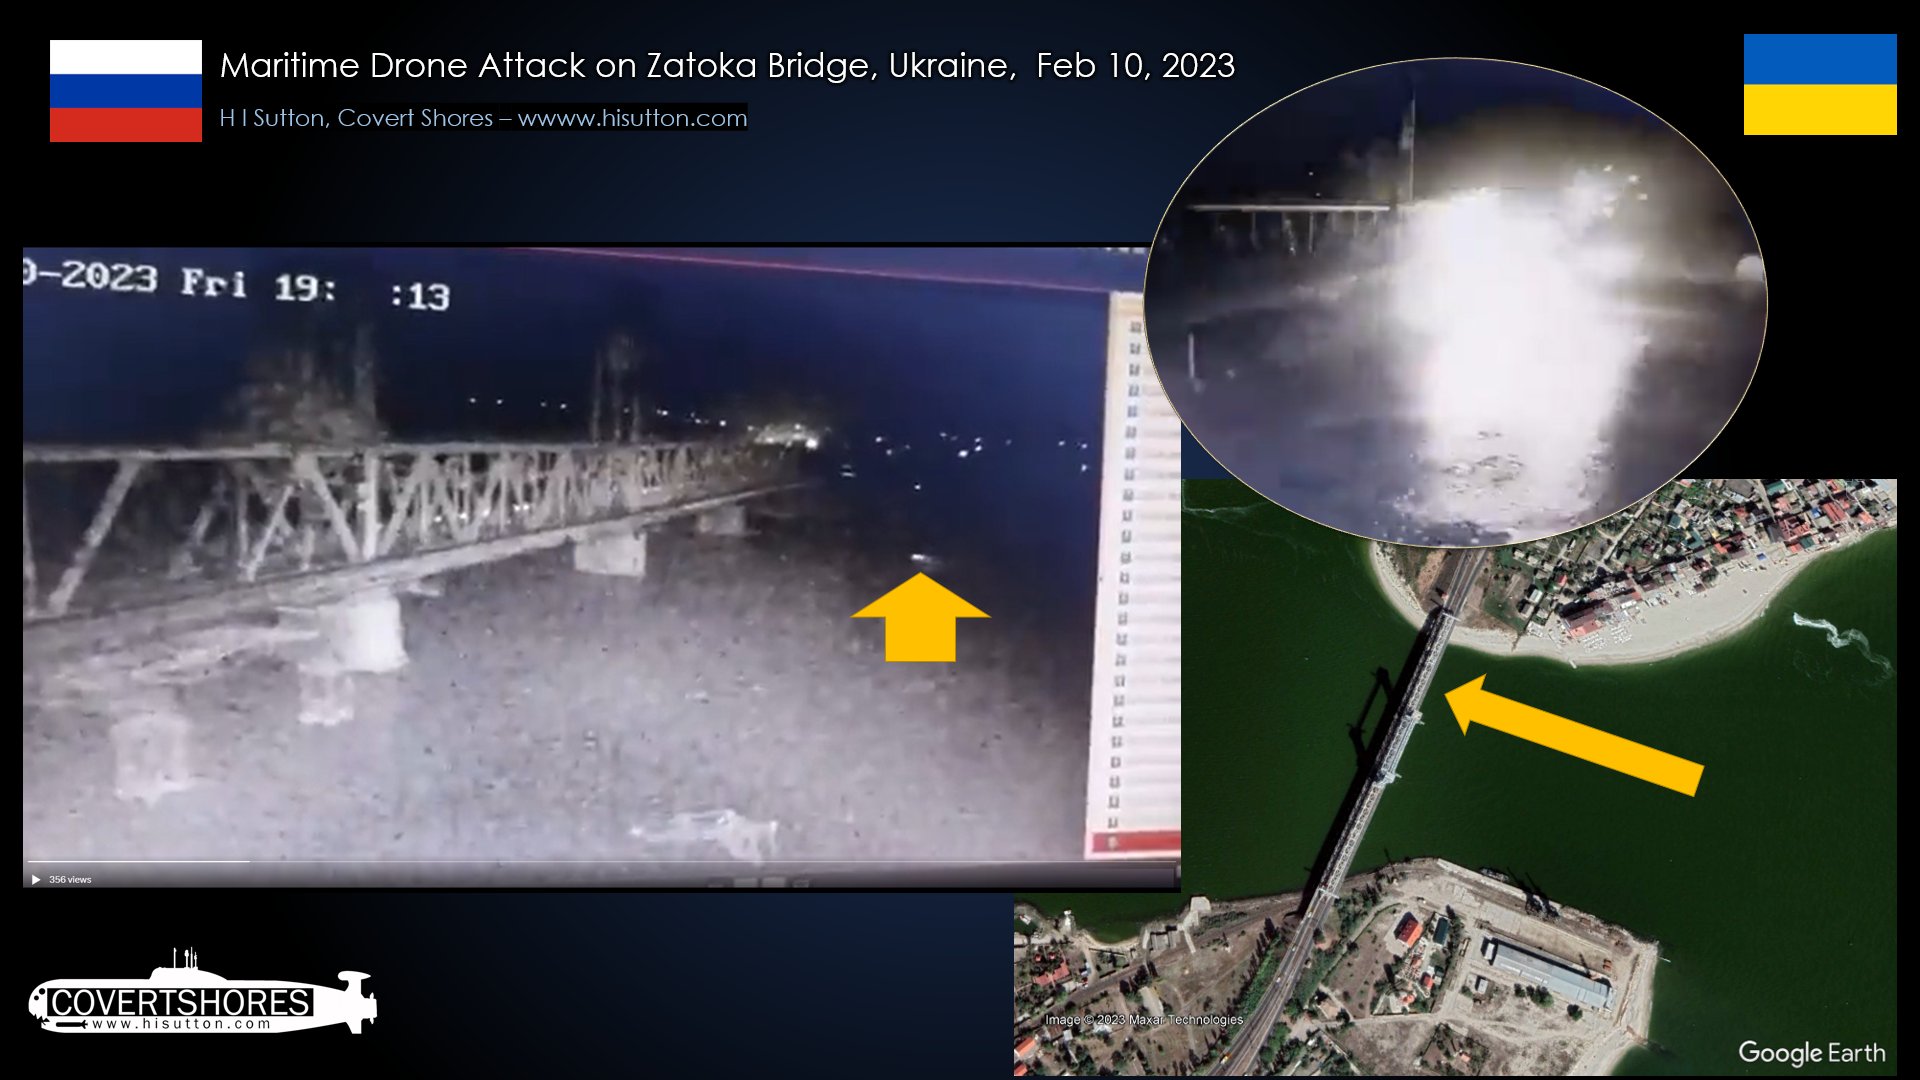 Maritime Drone Attack on Zatoka Bridge, Ukraine, Feb 10, 2023
H I Sutton, Covert Shores – wwww.hisutton.com
0-2023 Fri 19: :13
356 views
COVERTSHORES
www.hisutton.com
Image © 2023 Maxar Technologies
Google Earth